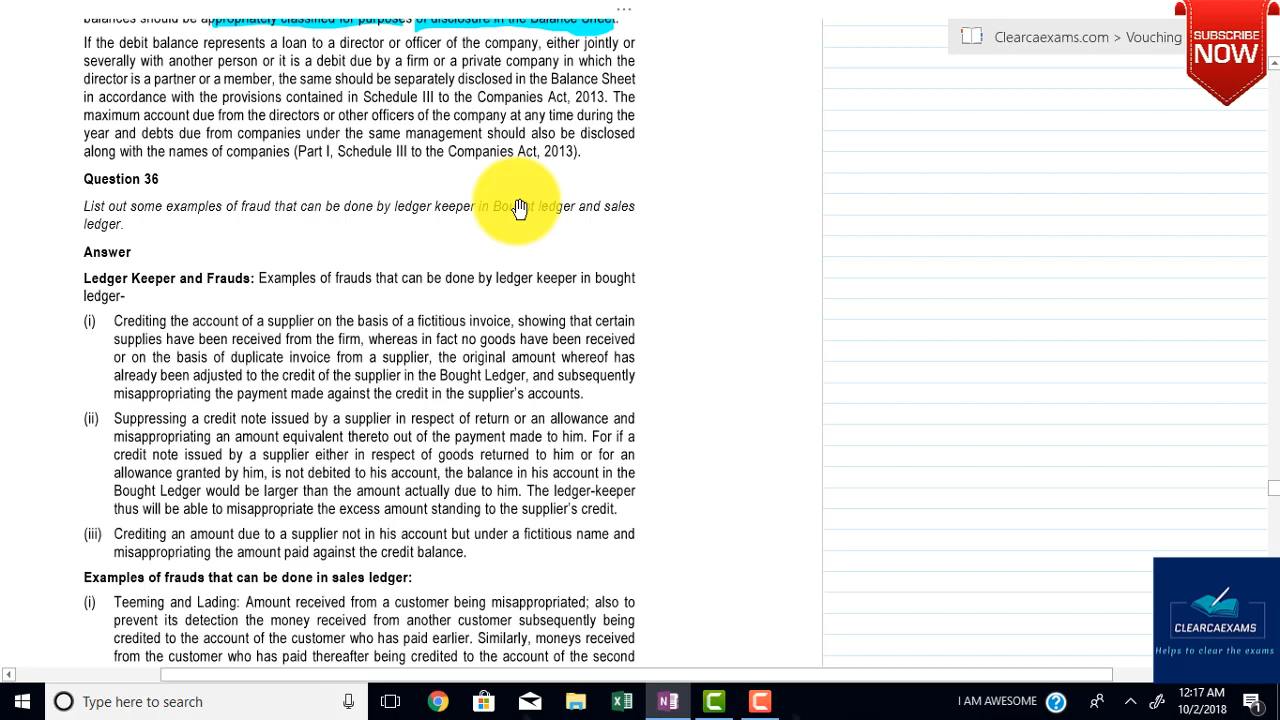 balances should be appropriately classified for purposes of disclosure in the Balance Sheet.
If the debit balance represents a loan to a director or officer of the company, either jointly or
severally with another person or it is a debit due by a firm or a private company in which the
director is a partner or a member, the same should be separately disclosed in the Balance Sheet
in accordance with the provisions contained in Schedule III to the Companies Act, 2013. The
maximum account due from the directors or other officers of the company at any time during the
year and debts due from companies under the same management should also be disclosed
along with the names of companies (Part I, Schedule III to the Companies Act, 2013).
Question 36
List out some examples of fraud that can be done by ledger keeper in Bought ledger and sales
ledger.
Answer
Ledger Keeper and Frauds: Examples of frauds that can be done by ledger keeper in bought
ledger-
(i) Crediting the account of a supplier on the basis of a fictitious invoice, showing that certain
supplies have been received from the firm, whereas in fact no goods have been received
or on the basis of duplicate invoice from a supplier, the original amount whereof has
already been adjusted to the credit of the supplier in the Bought Ledger, and subsequently
misappropriating the payment made against the credit in the supplier's accounts.
(ii) Suppressing a credit note issued by a supplier in respect of return or an allowance and
misappropriating an amount equivalent thereto out of the payment made to him. For if a
credit note issued by a supplier either in respect of goods returned to him or for an
allowance granted by him, is not debited to his account, the balance in his account in the
Bought Ledger would be larger than the amount actually due to him. The ledger-keeper
thus will be able to misappropriate the excess amount standing to the supplier's credit.
(iii) Crediting an amount due to a supplier not in his account but under a fictitious name and
misappropriating the amount paid against the credit balance.
Examples of frauds that can be done in sales ledger:
(i) Teeming and Lading: Amount received from a customer being misappropriated; also to
prevent its detection the money received from another customer subsequently being
credited to the account of the customer who has paid earlier. Similarly, moneys received
from the customer who has paid thereafter being credited to the account of the second
Clearcaexams.com > Vouching
SUBSCRIBE
NOW
CLEARCAEXAMS
Helps to clear the exams
Type here to search
I AM AWESOME
12:17 AM
10/2/2018
1